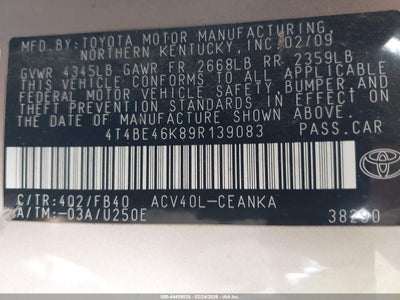 MFD.BY:TOYOTA MOTOR MANUFACTURING,
NORTHERN KENTUCKY,INC.02/09
GVWR 4345LB GAWR FR 2668LB RR 2359LB
THIS VEHICLE CONFORMS TO ALL APPLICABLE
FEDERAL MOTOR VEHICLE SAFETY, BUMPER,AND
THEFT PREVENTION STANDARDS IN EFFECT ON
THE DATE OF MANUFACTURE SHOWN ABOVE.
4T4BE46K89R139083 PASS.CAR
TOYOTA
C/TR:4Q2/FB40 ACV40L-CEANKA
A/TM:-03A/U250E 38290